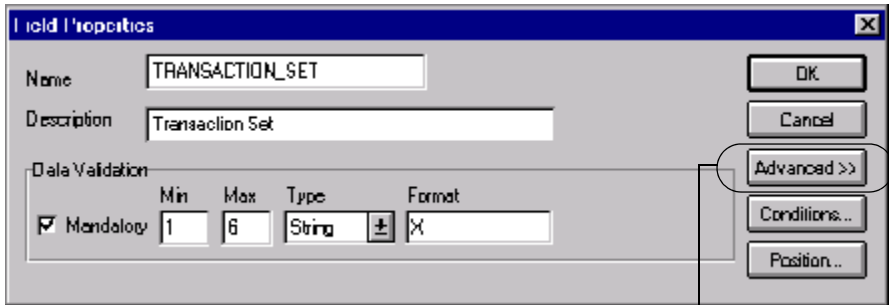 Field Properties
Name TRANSACTION_SET
OK
Description Transaction Set
Cancel
Data Validation
Advanced >>
Min Max Type Format
Mandatory 1 6 String X
Conditions...
Position...